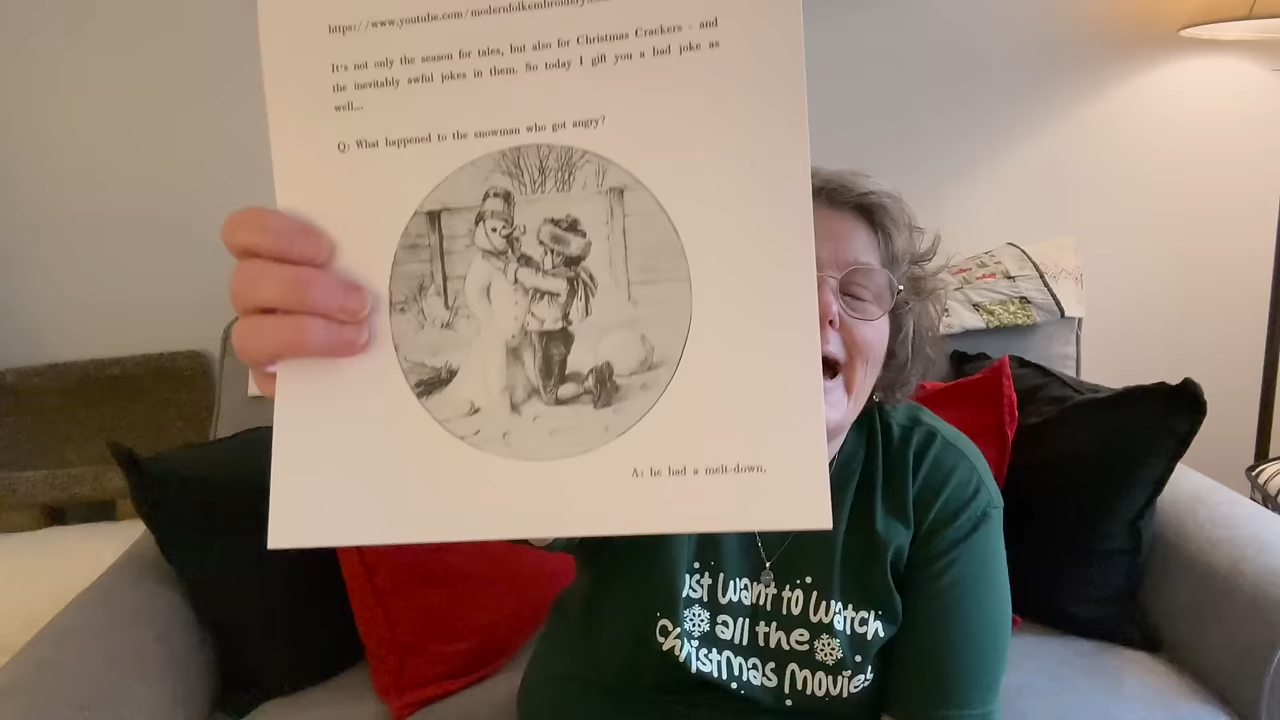 https://www.youtube.com/modernfolkembroidery
It's not only the season for tales, but also for Christmas Crackers - and
the inevitably awful jokes in them. So today I gift you a bad joke as
well...
Q: What happened to the snowman who got angry?
A: he had a melt-down.
ust want to watch
all the
Christmas movies